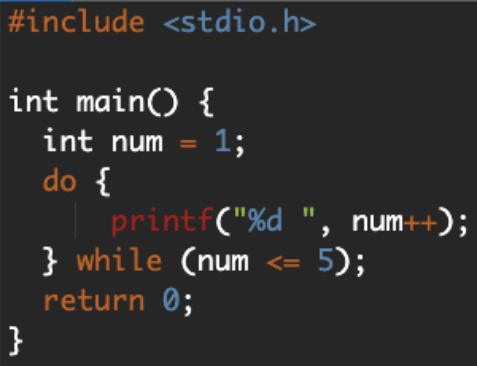 #include <stdio.h>
int main() {
int num = 1;
do {
printf("%d ", num++);
} while (num <= 5);
return 0;
}